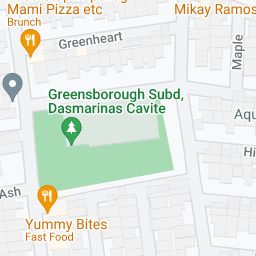 Mami Pizza etc
Brunch
Mikay Ramos
Greenheart
Maple
Greensborough Subd,
Dasmarinas Cavite
Aqu
Hi
Ash
Yummy Bites
Fast Food